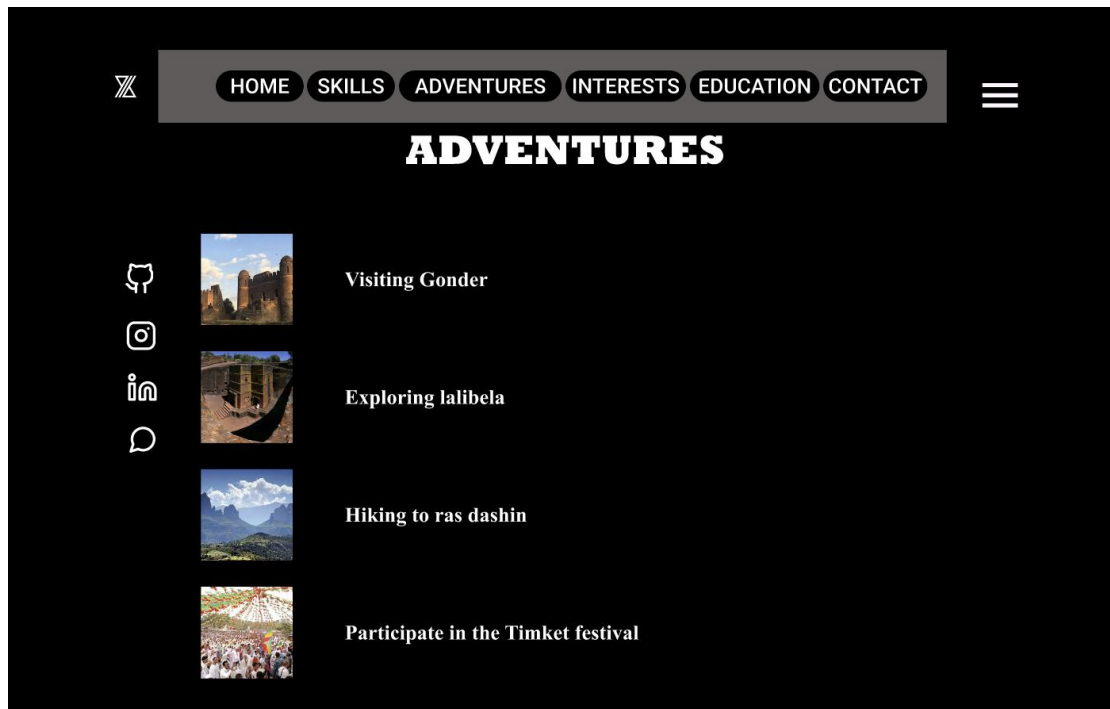 HOME SKILLS ADVENTURES INTERESTS EDUCATION CONTACT
ADVENTURES
Visiting Gonder
Exploring lalibela
Hiking to ras dashin
Participate in the Timket festival